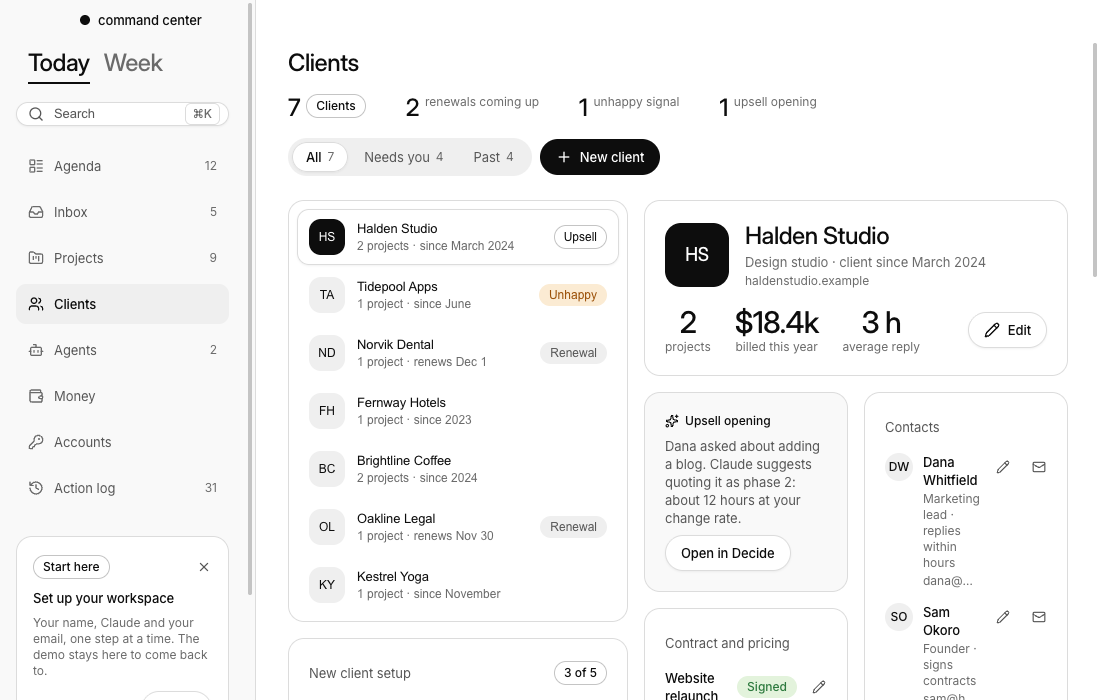 command center
Today Week
Search ⌘K
Agenda 12
Inbox 5
Projects 9
Clients
Agents 2
Money
Accounts
Action log 31
Start here
Set up your workspace
Your name, Claude and your
email, one step at a time. The
demo stays here to come back
to.
Clients
7 Clients 2 renewals coming up 1 unhappy signal 1 upsell opening
All 7 Needs you 4 Past 4 New client
HS Halden Studio
2 projects · since March 2024
Upsell
TA Tidepool Apps
1 project · since June
Unhappy
ND Norvik Dental
1 project · renews Dec 1
Renewal
FH Fernway Hotels
1 project · since 2023
BC Brightline Coffee
2 projects · since 2024
OL Oakline Legal
1 project · renews Nov 30
Renewal
KY Kestrel Yoga
1 project · since November
New client setup 3 of 5
HS Halden Studio
Design studio · client since March 2024
haldenstudio.example
2 $18.4k 3 h
projects billed this year average reply
Edit
Upsell opening
Dana asked about adding
a blog. Claude suggests
quoting it as phase 2:
about 12 hours at your
change rate.
Open in Decide
Contract and pricing
Website
relaunch
Signed
Contacts
DW Dana
Whitfield
Marketing
lead ·
replies
within
hours
dana@...
SO Sam
Okoro
Founder ·
signs
contracts